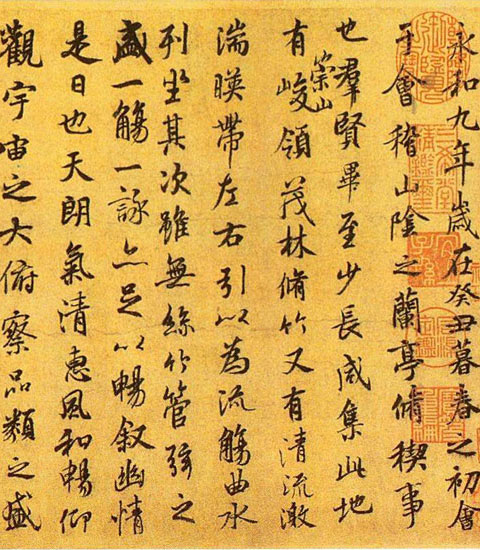 永和九年歲在癸丑暮春之初會
于會稽山陰之蘭亭脩稧事
也羣賢畢至少長咸集此地
有崇山峻領茂林脩竹又有清流激
湍暎帶左右引以為流觴曲水
列坐其次雖無絲竹管弦之
盛一觴一詠亦足以暢敘幽情
是日也天朗氣清惠風和暢仰
觀宇宙之大俯察品類之盛